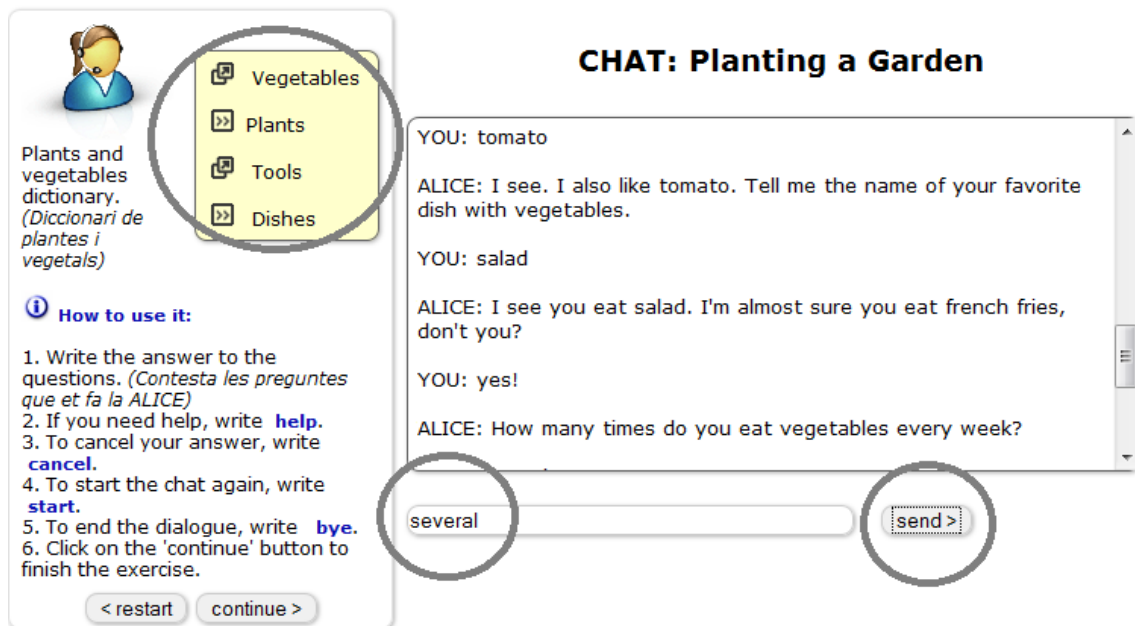 Vegetables
Plants
Tools
Dishes
Plants and
vegetables
dictionary.
(Diccionari de
plantes i
vegetals)
How to use it:
1. Write the answer to the
questions. (Contesta les preguntes
que et fa la ALICE)
2. If you need help, write help.
3. To cancel your answer, write
cancel.
4. To start the chat again, write
start.
5. To end the dialogue, write bye.
6. Click on the 'continue' button to
finish the exercise.
< restart continue >
CHAT: Planting a Garden
YOU: tomato
ALICE: I see. I also like tomato. Tell me the name of your favorite
dish with vegetables.
YOU: salad
ALICE: I see you eat salad. I'm almost sure you eat french fries,
don't you?
YOU: yes!
ALICE: How many times do you eat vegetables every week?
several
send >